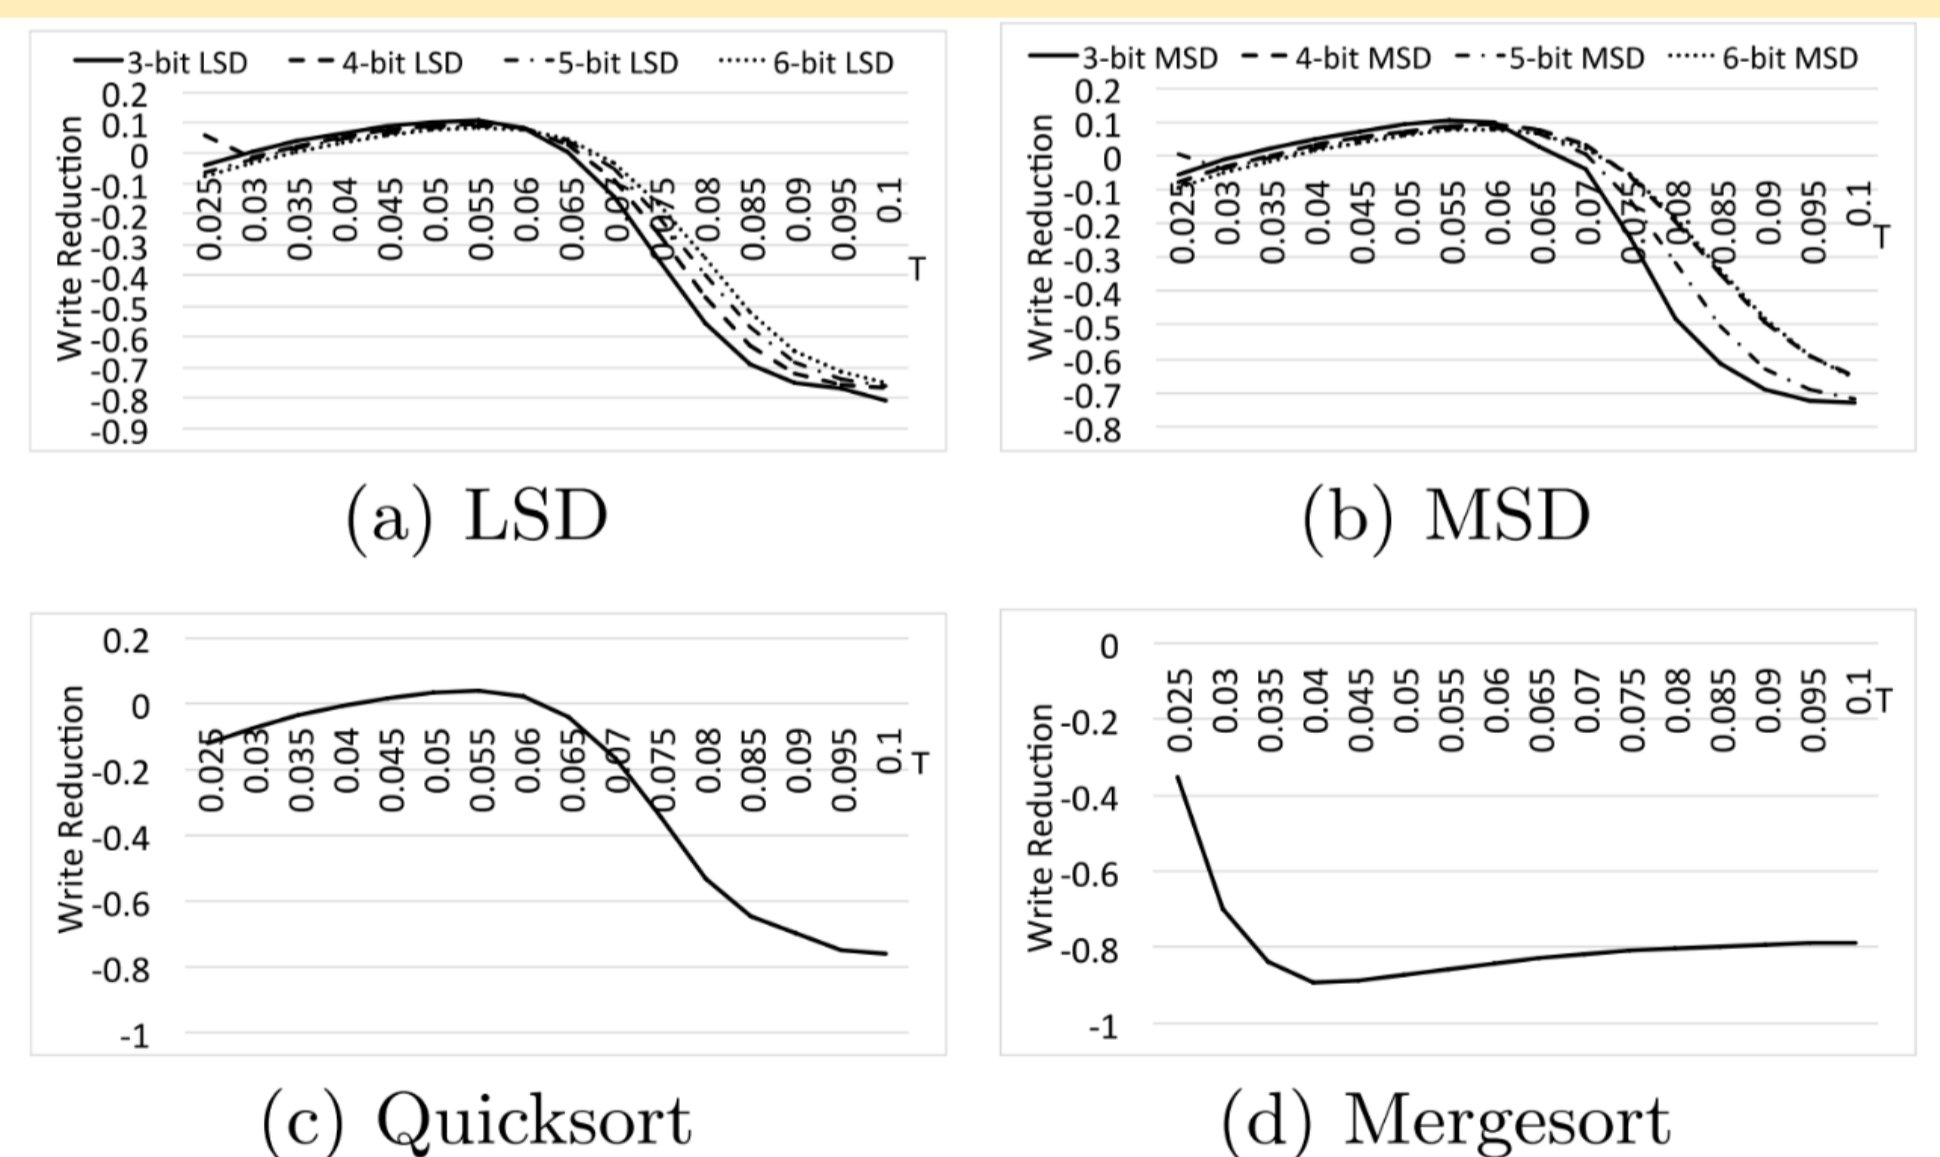 3-bit LSD 4-bit LSD 5-bit LSD 6-bit LSD
Write Reduction
0.2
0.1
0
-0.1
-0.2
-0.3
-0.4
-0.5
-0.6
-0.7
-0.8
-0.9
0.025 0.03 0.035 0.04 0.045 0.05 0.055 0.06 0.065 0.07 0.075 0.08 0.085 0.09 0.095 0.1
T
(a) LSD
3-bit MSD 4-bit MSD 5-bit MSD 6-bit MSD
Write Reduction
0.2
0.1
0
-0.1
-0.2
-0.3
-0.4
-0.5
-0.6
-0.7
-0.8
0.025 0.03 0.035 0.04 0.045 0.05 0.055 0.06 0.065 0.07 0.075 0.08 0.085 0.09 0.095 0.1
T
(b) MSD
Write Reduction
0.2
0
-0.2
-0.4
-0.6
-0.8
-1
0.025 0.03 0.035 0.04 0.045 0.05 0.055 0.06 0.065 0.07 0.075 0.08 0.085 0.09 0.095 0.1
T
(c) Quicksort
Write Reduction
0
-0.2
-0.4
-0.6
-0.8
-1
0.025 0.03 0.035 0.04 0.045 0.05 0.055 0.06 0.065 0.07 0.075 0.08 0.085 0.09 0.095 0.1
T
(d) Mergesort